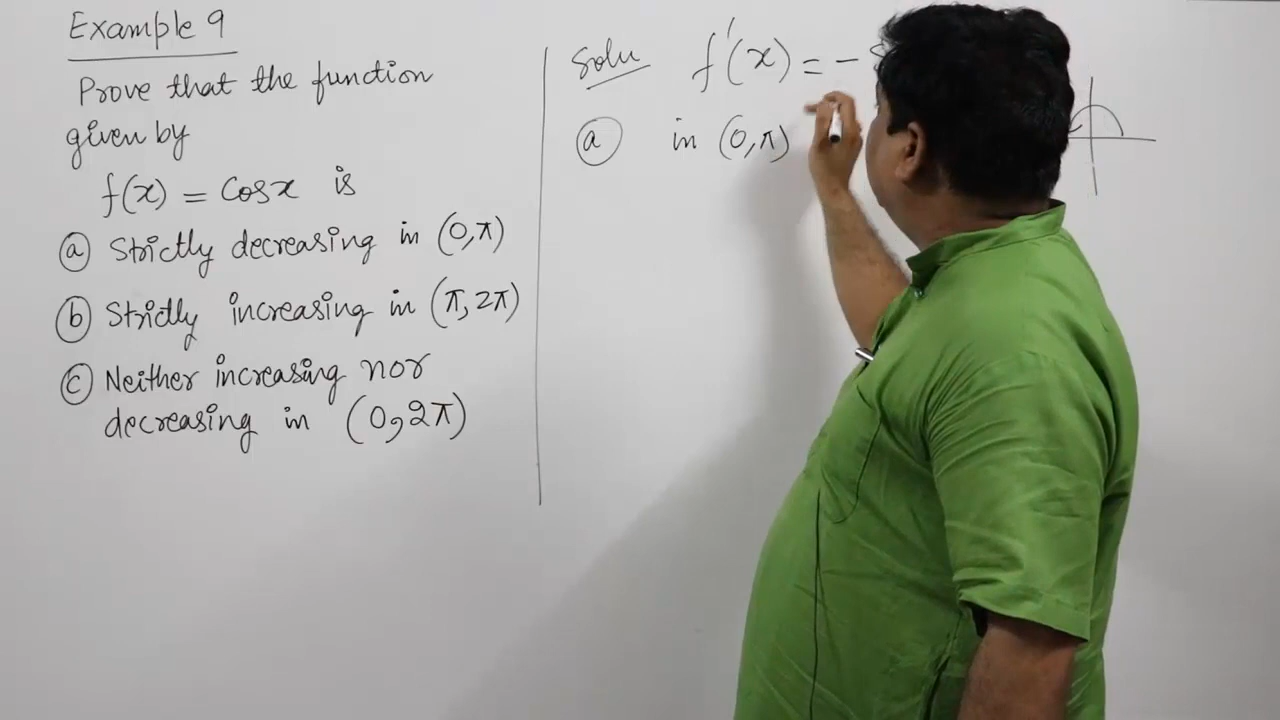 Example 9
Prove that the function
given by
f(x) = Cosx is
(a) Strictly decreasing in (0,π)
(b) Strictly increasing in (π, 2π)
(c) Neither increasing nor
decreasing in (0,2π)
Solu f'(x) = -
(a) in (0,π)